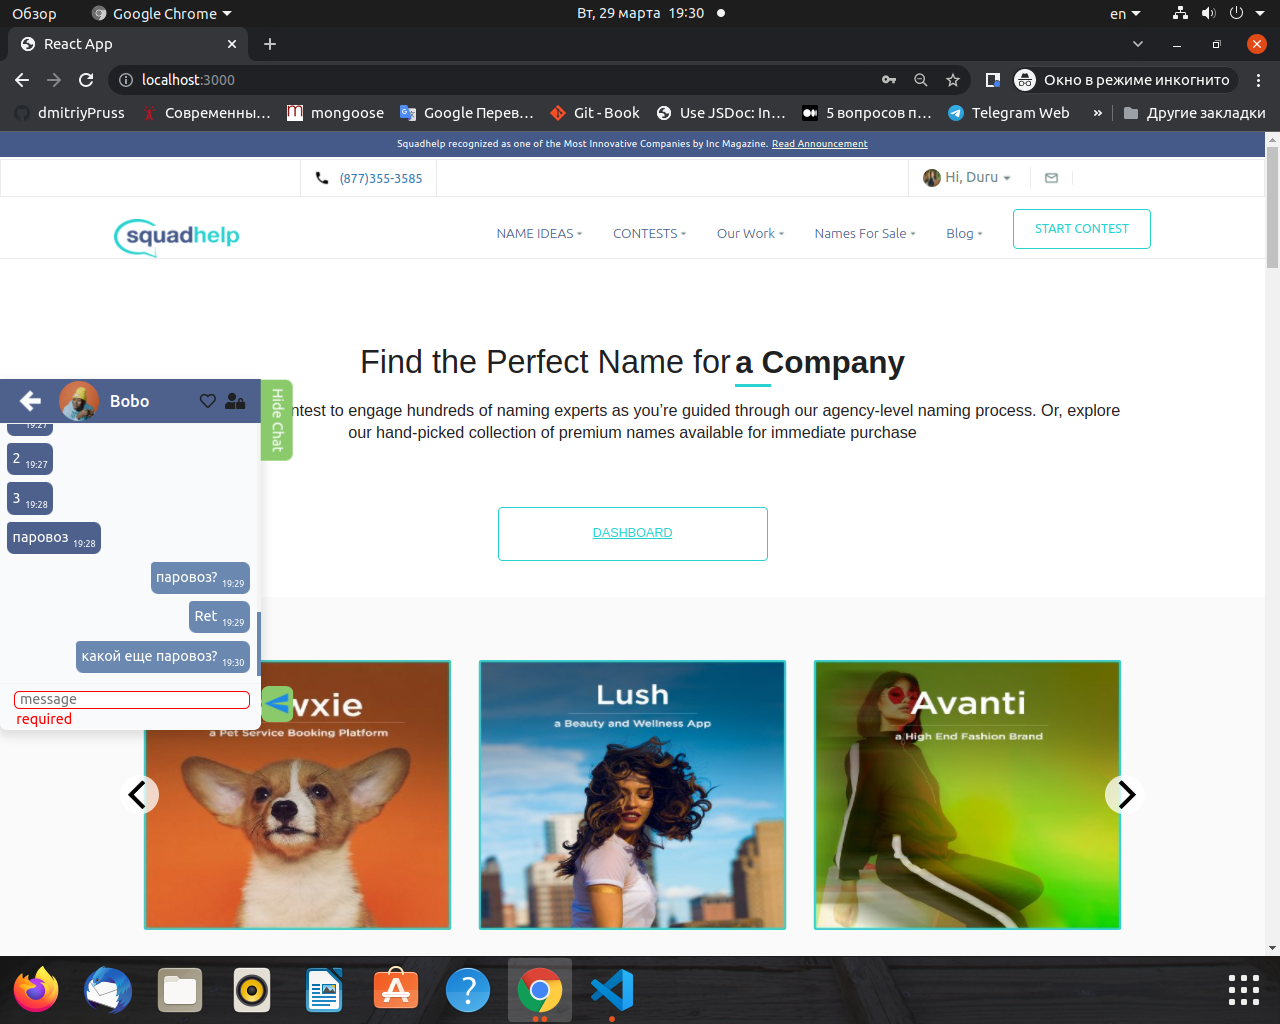 Обзор
Google Chrome
Вт, 29 марта 19:30
en
React App
localhost:3000
Окно в режиме инкогнито
dmitriyPruss
Современны...
mongoose
Google Перев...
Git - Book
Use JSDoc: In...
5 вопросов п...
Telegram Web
»
Другие закладки
Squadhelp recognized as one of the Most Innovative Companies by Inc Magazine. Read Announcement
(877)355-3585
Hi, Duru
squadhelp
NAME IDEAS
CONTESTS
Our Work
Names For Sale
Blog
START CONTEST
Find the Perfect Name for a Company
ntest to engage hundreds of naming experts as you're guided through our agency-level naming process. Or, explore
our hand-picked collection of premium names available for immediate purchase
DASHBOARD
Bobo
Hide Chat
19:27
2 19:27
3 19:28
паровоз 19:28
паровоз? 19:29
Ret 19:29
какой еще паровоз? 19:30
message
required
wxie
a Pet Service Booking Platform
Lush
a Beauty and Wellness App
Avanti
a High End Fashion Brand